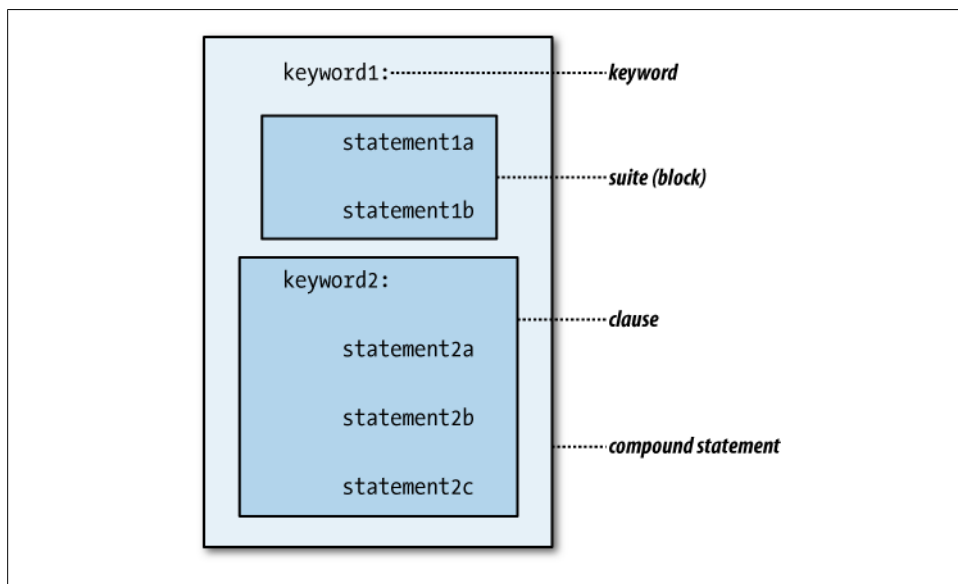 keyword1: keyword
statement1a
suite (block)
statement1b
keyword2:
clause
statement2a
statement2b
compound statement
statement2c